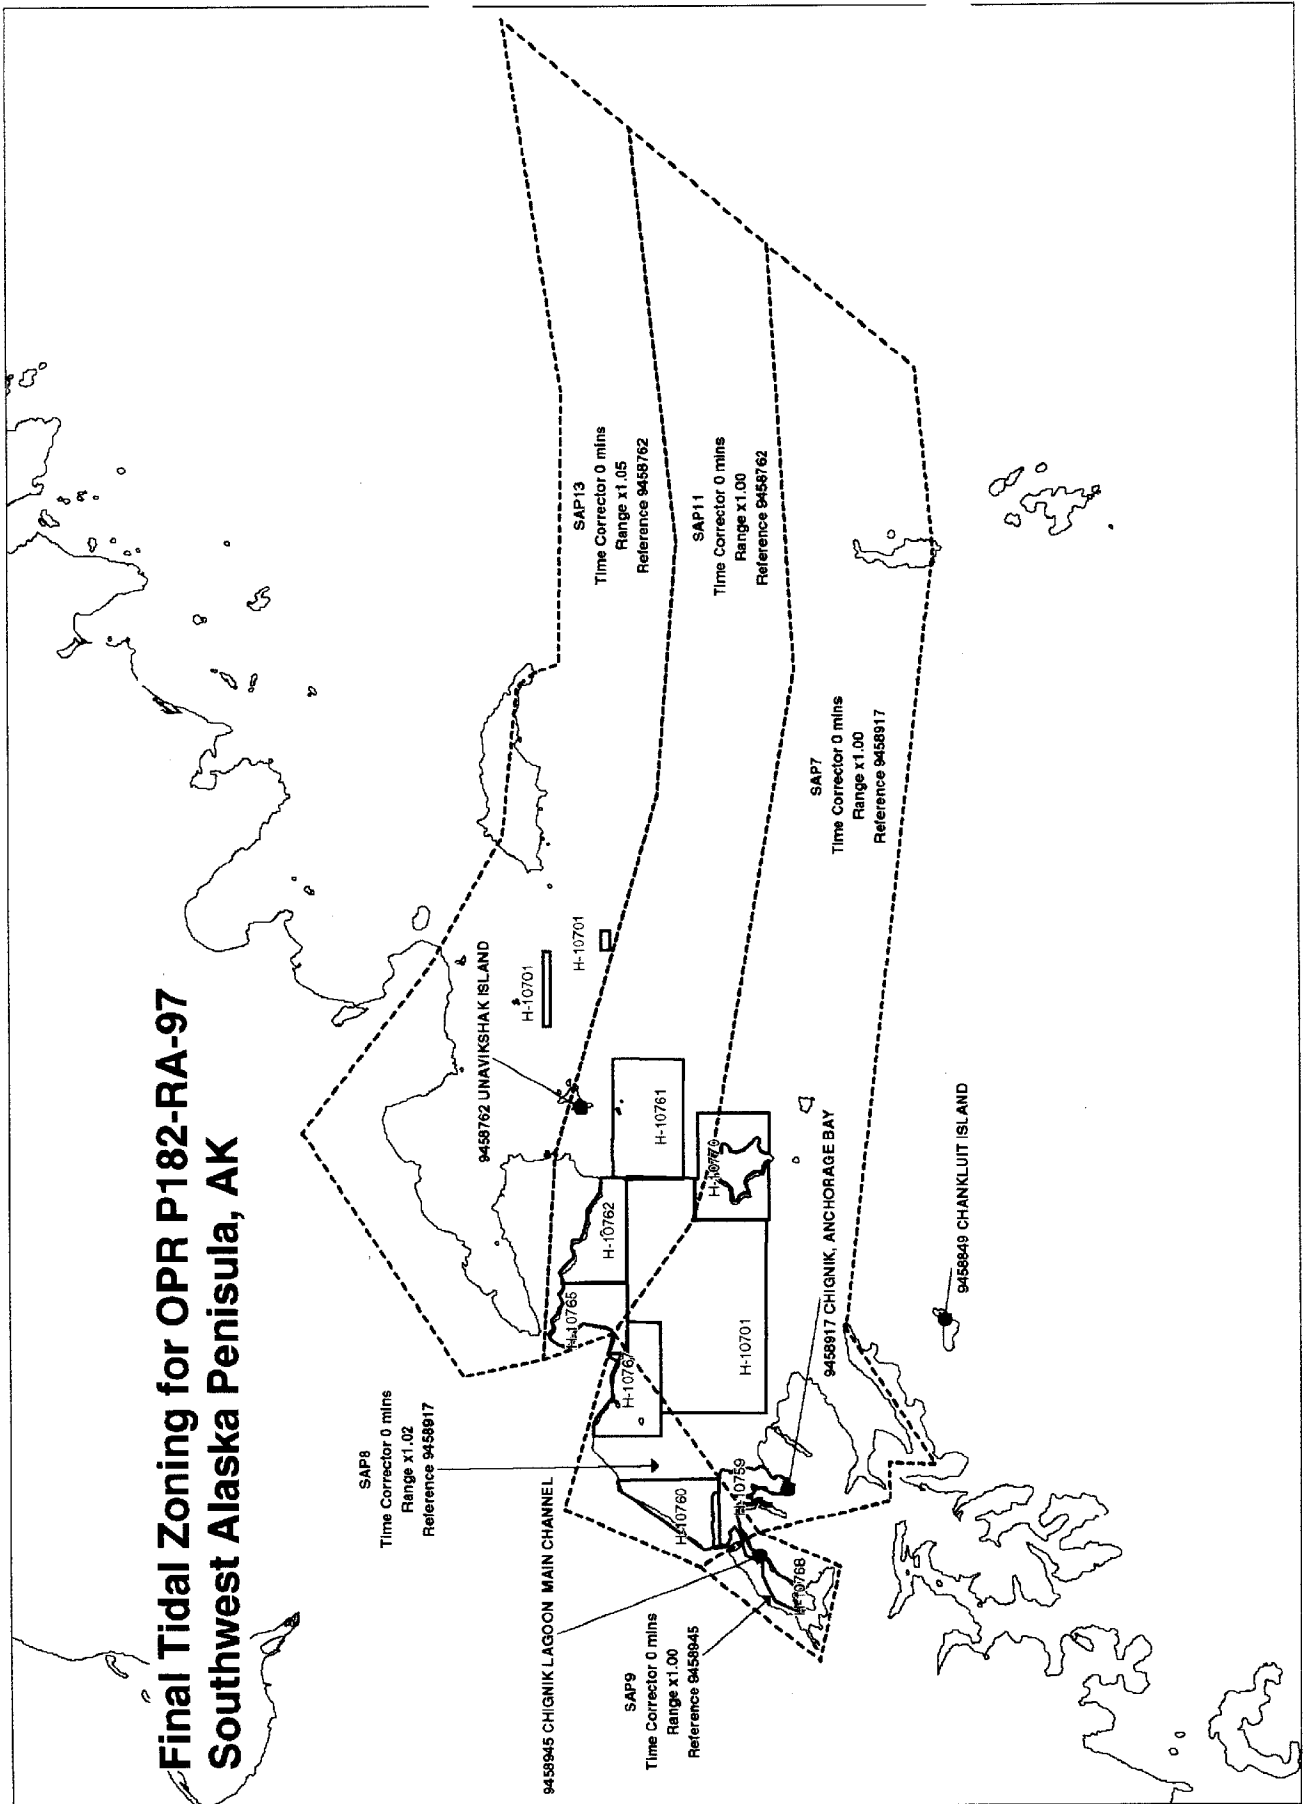 Final Tidal Zoning for OPR P182-RA-97
Southwest Alaska Penisula, AK
SAP8
Time Corrector 0 mins
Range x1.02
Reference 9458917
9458945 CHIGNIK LAGOON MAIN CHANNEL
SAP9
Time Corrector 0 mins
Range x1.00
Reference 9458945
9458762 UNAVIKSHAK ISLAND
H-10701
H-10701
SAP13
Time Corrector 0 mins
Range x1.05
Reference 9458762
SAP11
Time Corrector 0 mins
Range x1.00
Reference 9458762
SAP7
Time Corrector 0 mins
Range x1.00
Reference 9458917
H-10765
H-10762
H-10761
H-10767
H-10770
H-10701
H-10760
H-10759
H-10768
9458917 CHIGNIK, ANCHORAGE BAY
9458849 CHANKLUIT ISLAND